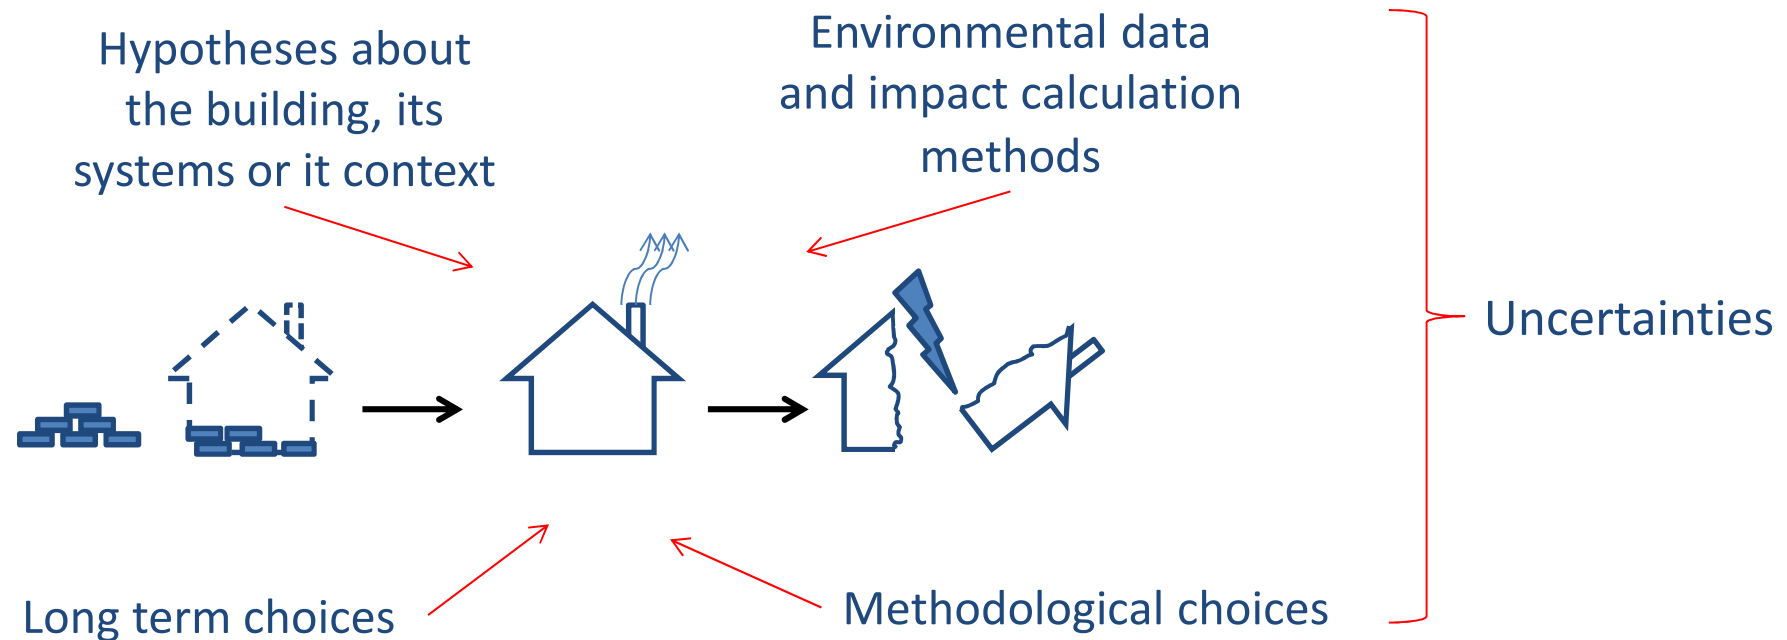 Hypotheses about
the building, its
systems or it context
Environmental data
and impact calculation
methods
Uncertainties
Long term choices
Methodological choices